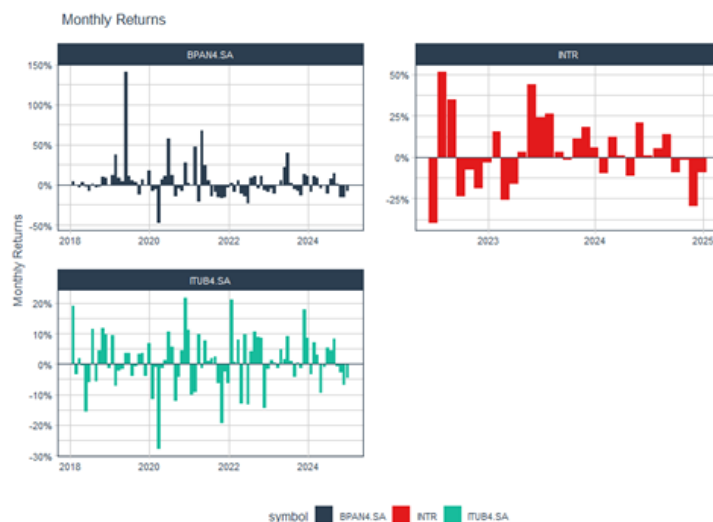 Monthly Returns
BPAN4.SA
150%
100%
50%
0%
-50%
2018 2020 2022 2024
INTR
50%
25%
0%
-25%
2023 2024 2025
ITUB4.SA
20%
10%
0%
-10%
-20%
-30%
2018 2020 2022 2024
Monthly Returns
symbol BPAN4.SA INTR ITUB4.SA